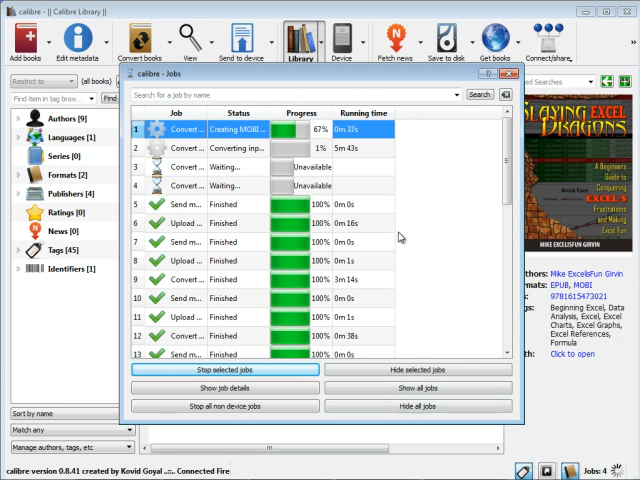 calibre - || Calibre Library ||
Add books
Edit metadata
Convert books
View
Send to device
Library
Device
Fetch news
Save to disk
Get books
Connect/share
»
Restrict to
(all books)
Find item in tag brow...
Find
Saved Searches
Authors [9]
Languages [1]
Series [0]
Formats [2]
Publishers [4]
Ratings [0]
News [0]
Tags [45]
Identifiers [1]
calibre - Jobs
Search for a job by name
Search
Job Status Progress Running time
1 Convert ... Creating MOBI ... 67% 0m 37s
2 Convert ... Converting inp... 1% 5m 43s
3 Convert ... Waiting... Unavailable
4 Convert ... Waiting... Unavailable
5 Send m... Finished 100% 0m 0s
6 Upload ... Finished 100% 0m 16s
7 Send m... Finished 100% 0m 0s
8 Upload ... Finished 100% 0m 1s
9 Convert ... Finished 100% 3m 14s
10 Send m... Finished 100% 0m 0s
11 Upload ... Finished 100% 0m 1s
12 Convert ... Finished 100% 0m 38s
13 Send m... Finished 100% 0m 0s
Stop selected jobs
Hide selected jobs
Show job details
Show all jobs
Stop all non device jobs
Hide all jobs
SLAYING EXCEL
DRAGONS
A Beginners
Guide to
Conquering
EXCEL'S
Frustrations
and Making
Excel Fun
Break Even
MIKE EXCELISFUN GIRVIN
thors: Mike ExcelsFun Girvin
rmats: EPUB, MOBI
s: 9781615473021
gs: Beginning Excel, Data
Analysis, Excel, Excel
Charts, Excel Graphs,
Excel References,
Formula
th: Click to open
Sort by name
Match any
Manage authors, tags, etc
calibre version 0.8.41 created by Kovid Goyal ..::.. Connected Fire
Jobs: 4